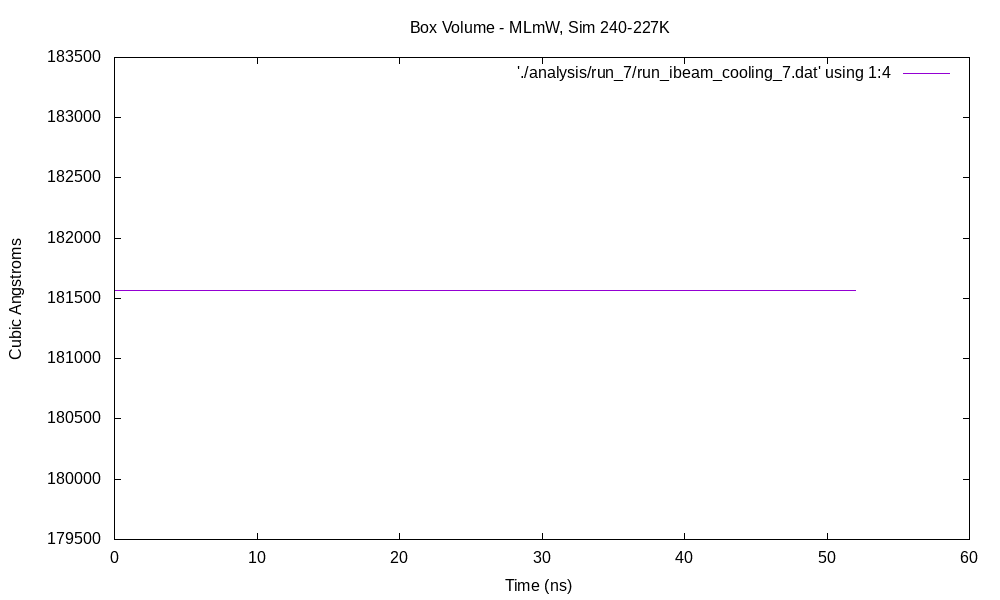 Box Volume - MLmW, Sim 240-227K
'./analysis/run_7/run_ibeam_cooling_7.dat' using 1:4
183500
183000
182500
182000
181500
181000
180500
180000
179500
Cubic Angstroms
0 10 20 30 40 50 60
Time (ns)